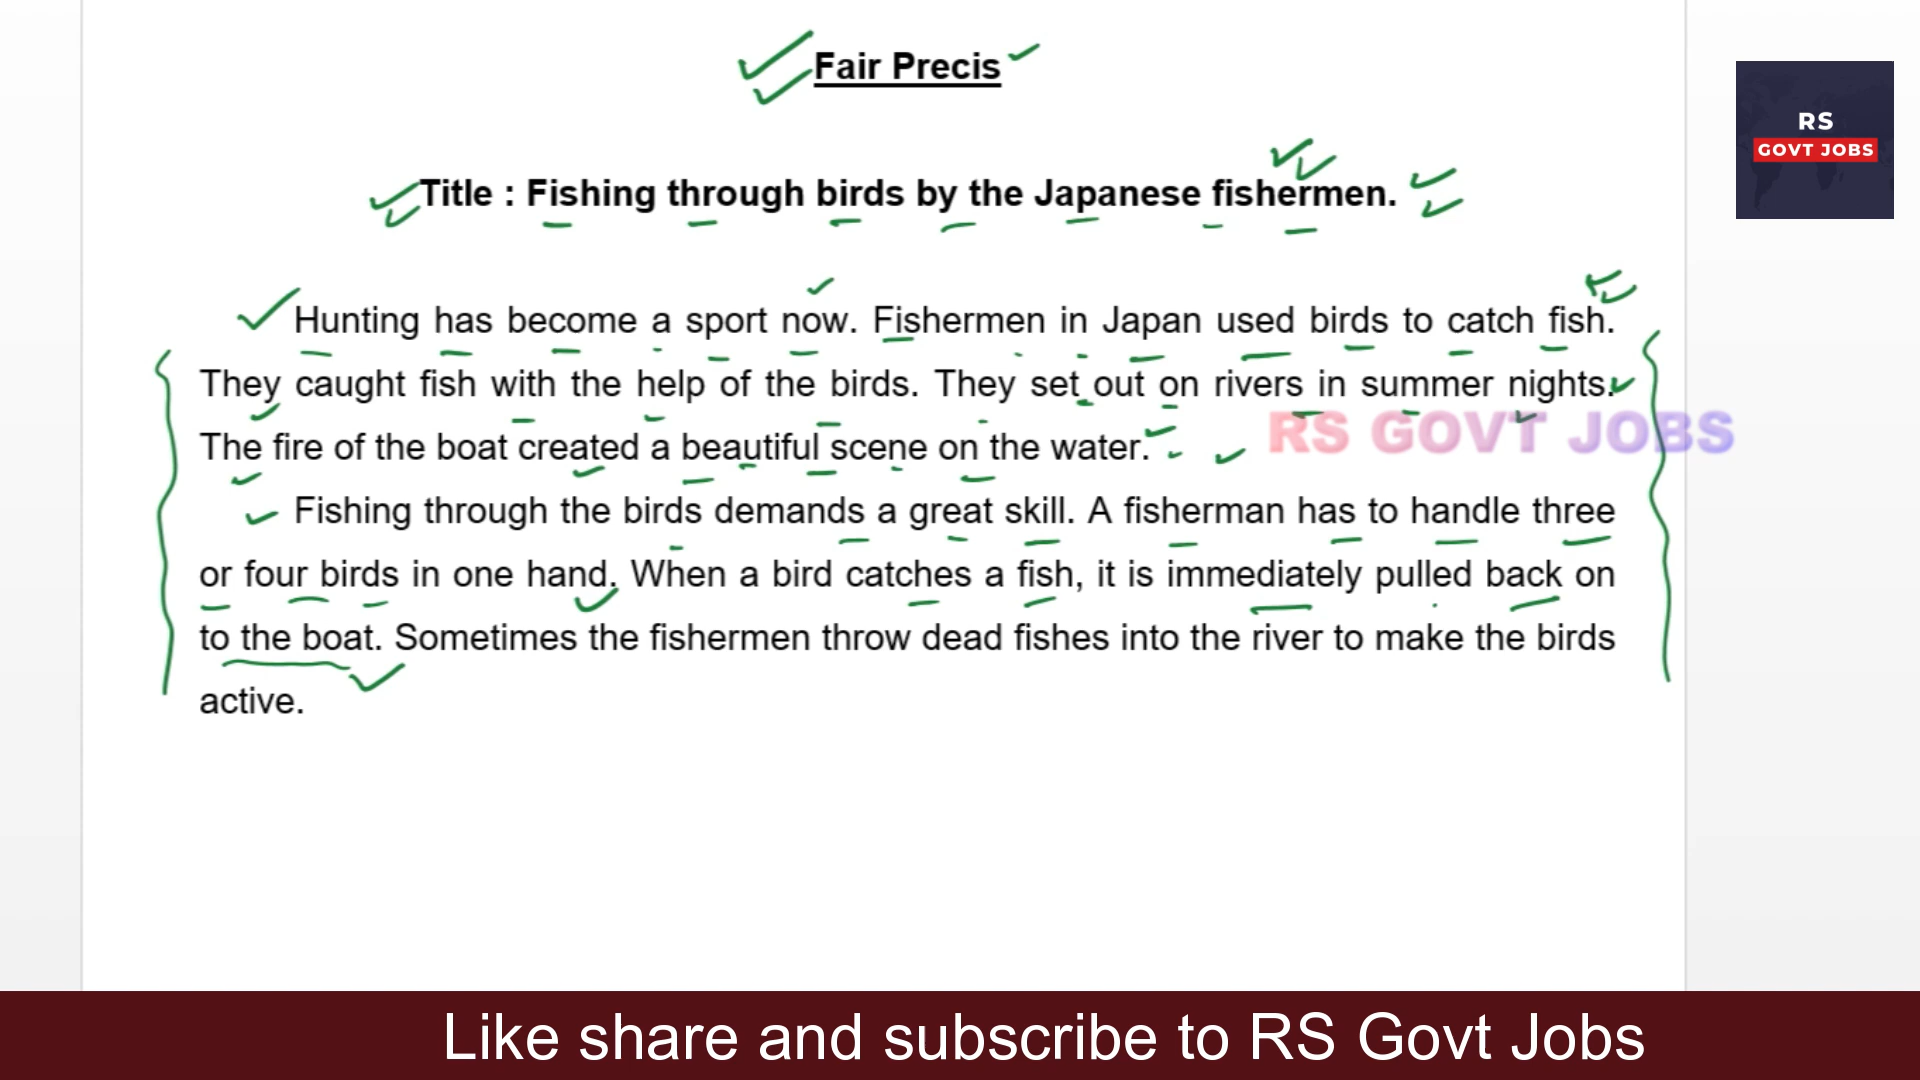 Fair Precis
RS
GOVT JOBS
Title : Fishing through birds by the Japanese fishermen.
Hunting has become a sport now. Fishermen in Japan used birds to catch fish.
They caught fish with the help of the birds. They set out on rivers in summer nights.
RS GOVT JOBS
The fire of the boat created a beautiful scene on the water.
Fishing through the birds demands a great skill. A fisherman has to handle three
or four birds in one hand. When a bird catches a fish, it is immediately pulled back on
to the boat. Sometimes the fishermen throw dead fishes into the river to make the birds
active.
Like share and subscribe to RS Govt Jobs